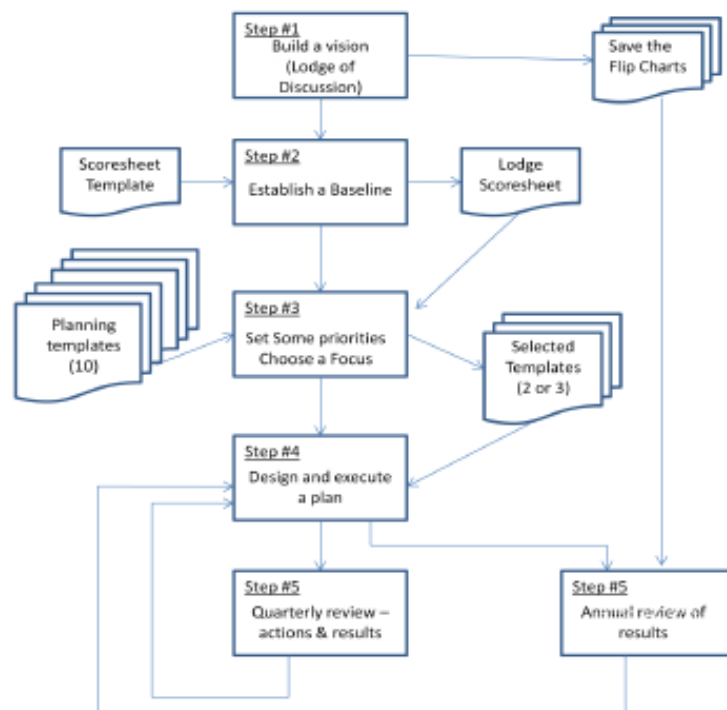 Step #1
Build a vision
(Lodge of
Discussion)
Save the
Flip Charts
Scoresheet
Template
Step #2
Establish a Baseline
Lodge
Scoresheet
Planning
templates
(10)
Step #3
Set Some priorities
Choose a Focus
Selected
Templates
(2 or 3)
Step #4
Design and execute
a plan
Step #5
Quarterly review –
actions & results
Step #5
Annual review of
results